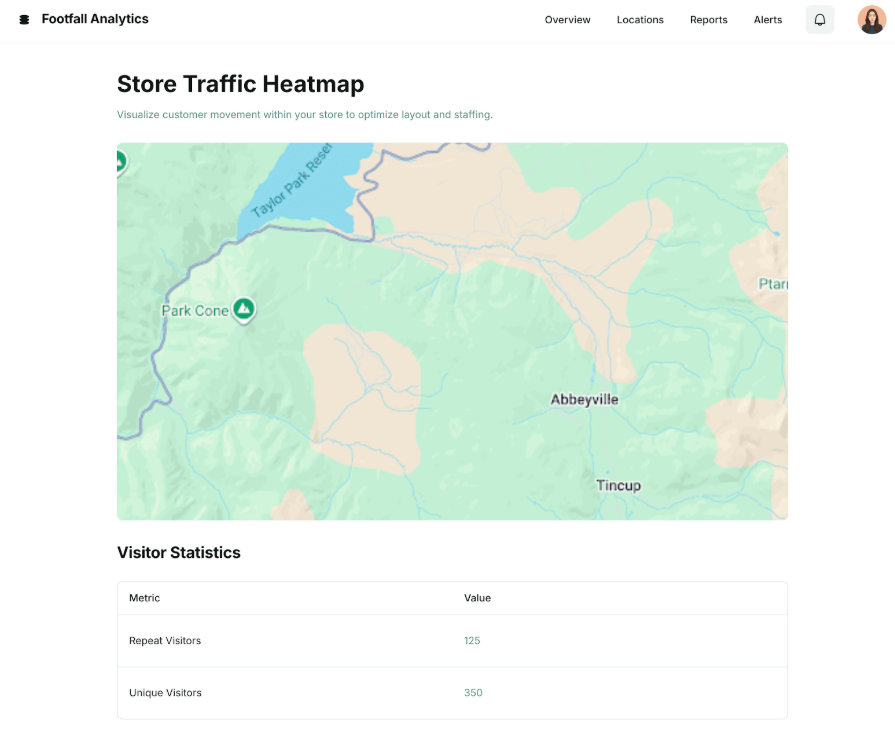 Footfall Analytics
Overview Locations Reports Alerts
Store Traffic Heatmap
Visualize customer movement within your store to optimize layout and staffing.
Taylor Park Reser
Ptarr
Park Cone
Abbeyville
Tincup
Visitor Statistics
Metric Value
Repeat Visitors 125
Unique Visitors 350